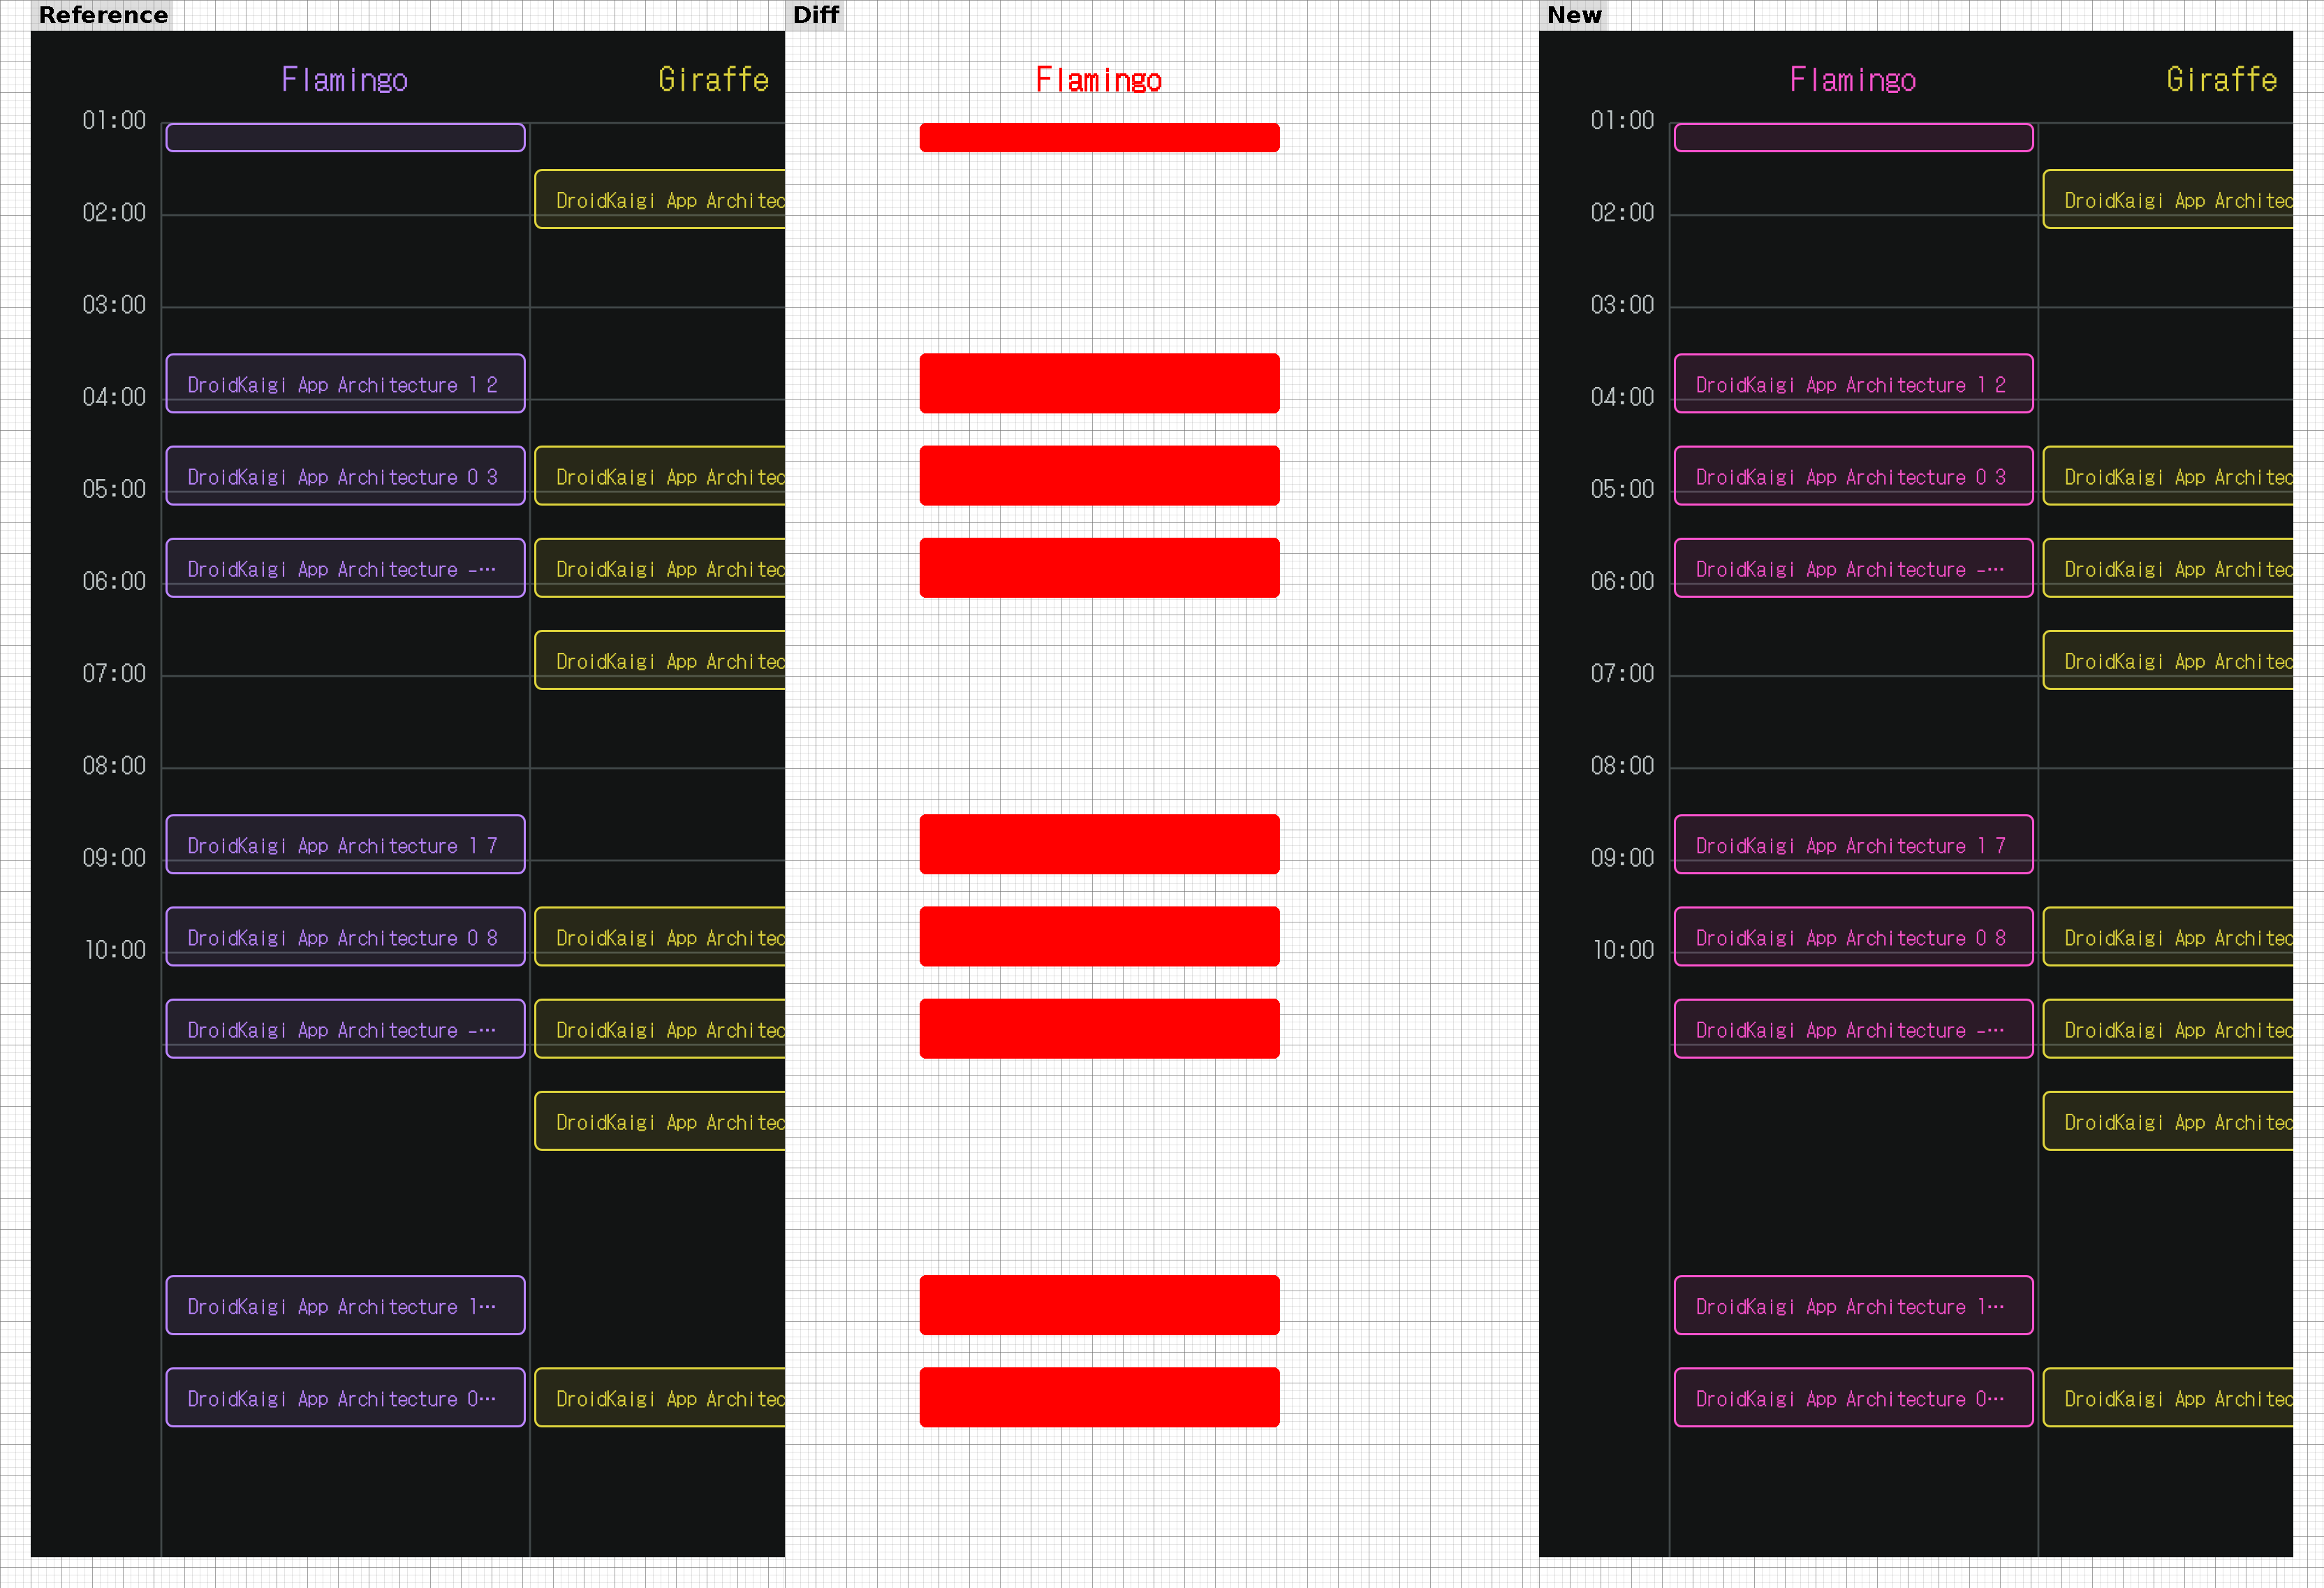 Reference
Diff
New
Flamingo
Giraffe
Flamingo
Flamingo
Giraffe
01:00
01:00
DroidKaigi App Architec
DroidKaigi App Architec
02:00
02:00
03:00
03:00
DroidKaigi App Architecture 1 2
DroidKaigi App Architecture 1 2
04:00
04:00
DroidKaigi App Architecture 0 3
DroidKaigi App Architec
DroidKaigi App Architecture 0 3
DroidKaigi App Architec
05:00
05:00
DroidKaigi App Architecture -…
DroidKaigi App Architec
DroidKaigi App Architecture -…
DroidKaigi App Architec
06:00
06:00
DroidKaigi App Architec
DroidKaigi App Architec
07:00
07:00
08:00
08:00
DroidKaigi App Architecture 1 7
DroidKaigi App Architecture 1 7
09:00
09:00
DroidKaigi App Architecture 0 8
DroidKaigi App Architec
DroidKaigi App Architecture 0 8
DroidKaigi App Architec
10:00
10:00
DroidKaigi App Architecture -…
DroidKaigi App Architec
DroidKaigi App Architecture -…
DroidKaigi App Architec
DroidKaigi App Architec
DroidKaigi App Architec
DroidKaigi App Architecture 1…
DroidKaigi App Architecture 1…
DroidKaigi App Architecture 0…
DroidKaigi App Architec
DroidKaigi App Architecture 0…
DroidKaigi App Architec